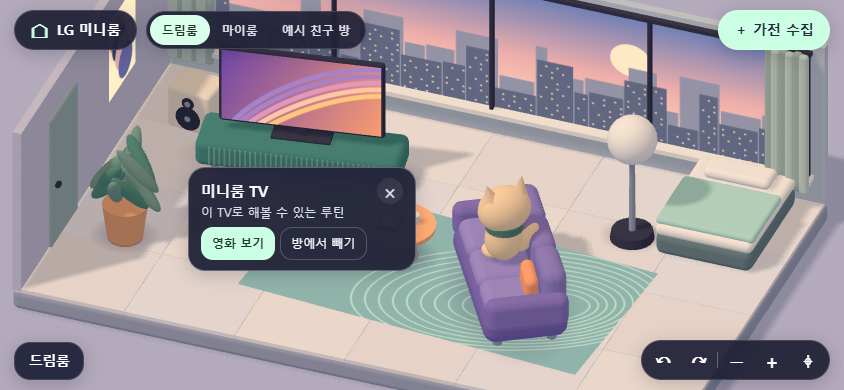 LG 미니룸
드림룸 마이룸 예시 친구 방
+ 가전 수집
미니룸 TV
이 TV로 해볼 수 있는 루틴
영화 보기 방에서 빼기
드림룸